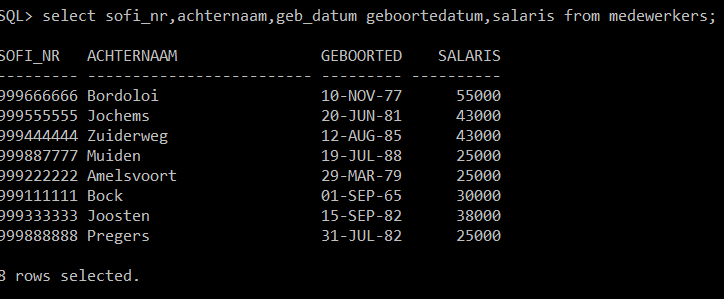 SQL> select sofi_nr,achternaam,geb_datum geboortedatum,salaris from medewerkers;
SOFI_NR   ACHTERNAAM                GEBOORTED    SALARIS
--------- ------------------------- --------- ----------
999666666 Bordoloi                  10-NOV-77      55000
999555555 Jochems                   20-JUN-81      43000
999444444 Zuiderweg                 12-AUG-85      43000
999887777 Muiden                    19-JUL-88      25000
999222222 Amelsvoort                29-MAR-79      25000
999111111 Bock                      01-SEP-65      30000
999333333 Joosten                   15-SEP-82      38000
999888888 Pregers                   31-JUL-82      25000
8 rows selected.